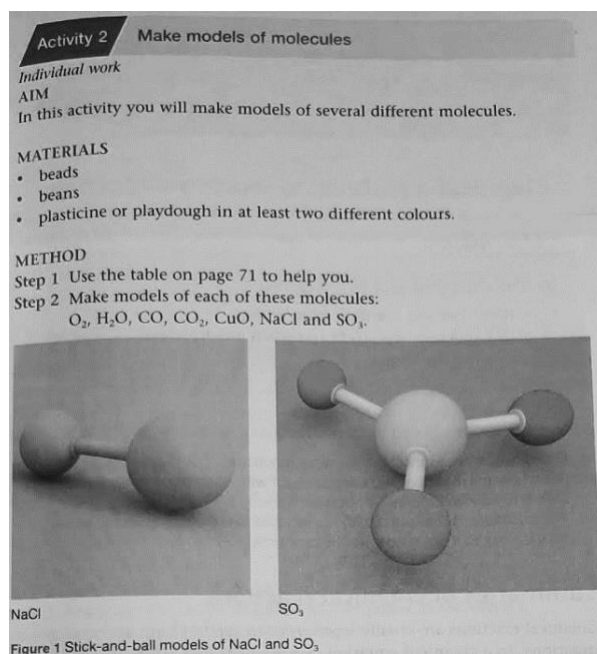 Activity 2 Make models of molecules
Individual work
AIM
In this activity you will make models of several different molecules.
MATERIALS
• beads
• beans
• plasticine or playdough in at least two different colours.
METHOD
Step 1 Use the table on page 71 to help you.
Step 2 Make models of each of these molecules:
O₂, H₂O, CO, CO₂, CuO, NaCl and SO₃.
NaCl
SO₃
Figure 1 Stick-and-ball models of NaCl and SO₃